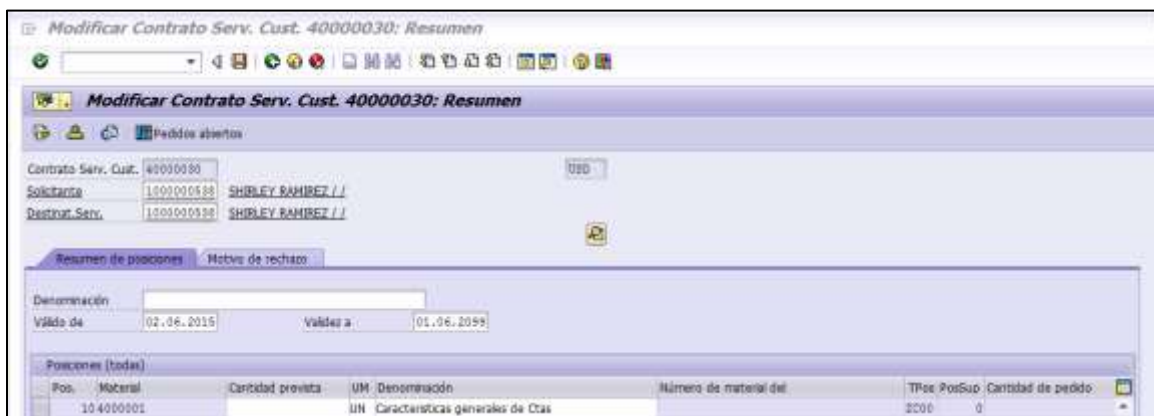 Modificar Contrato Serv. Cust. 40000030: Resumen
Modificar Contrato Serv. Cust. 40000030: Resumen
Pedidos abiertos
Contrato Serv. Cust. 40000030 USD
Solicitante 1000000538 SHIRLEY RAMIREZ / /
Destinat.Serv. 1000000538 SHIRLEY RAMIREZ / /
Resumen de posiciones Motivo de rechazo
Denominación
Válido de 02.06.2015 Validez a 01.06.2099
Posiciones (todas)
Pos. Material Cantidad prevista UM Denominación Número de material del TPos PosSup Cantidad de pedido
10 4000001 UN Caracteristicas generales de Ctas 0